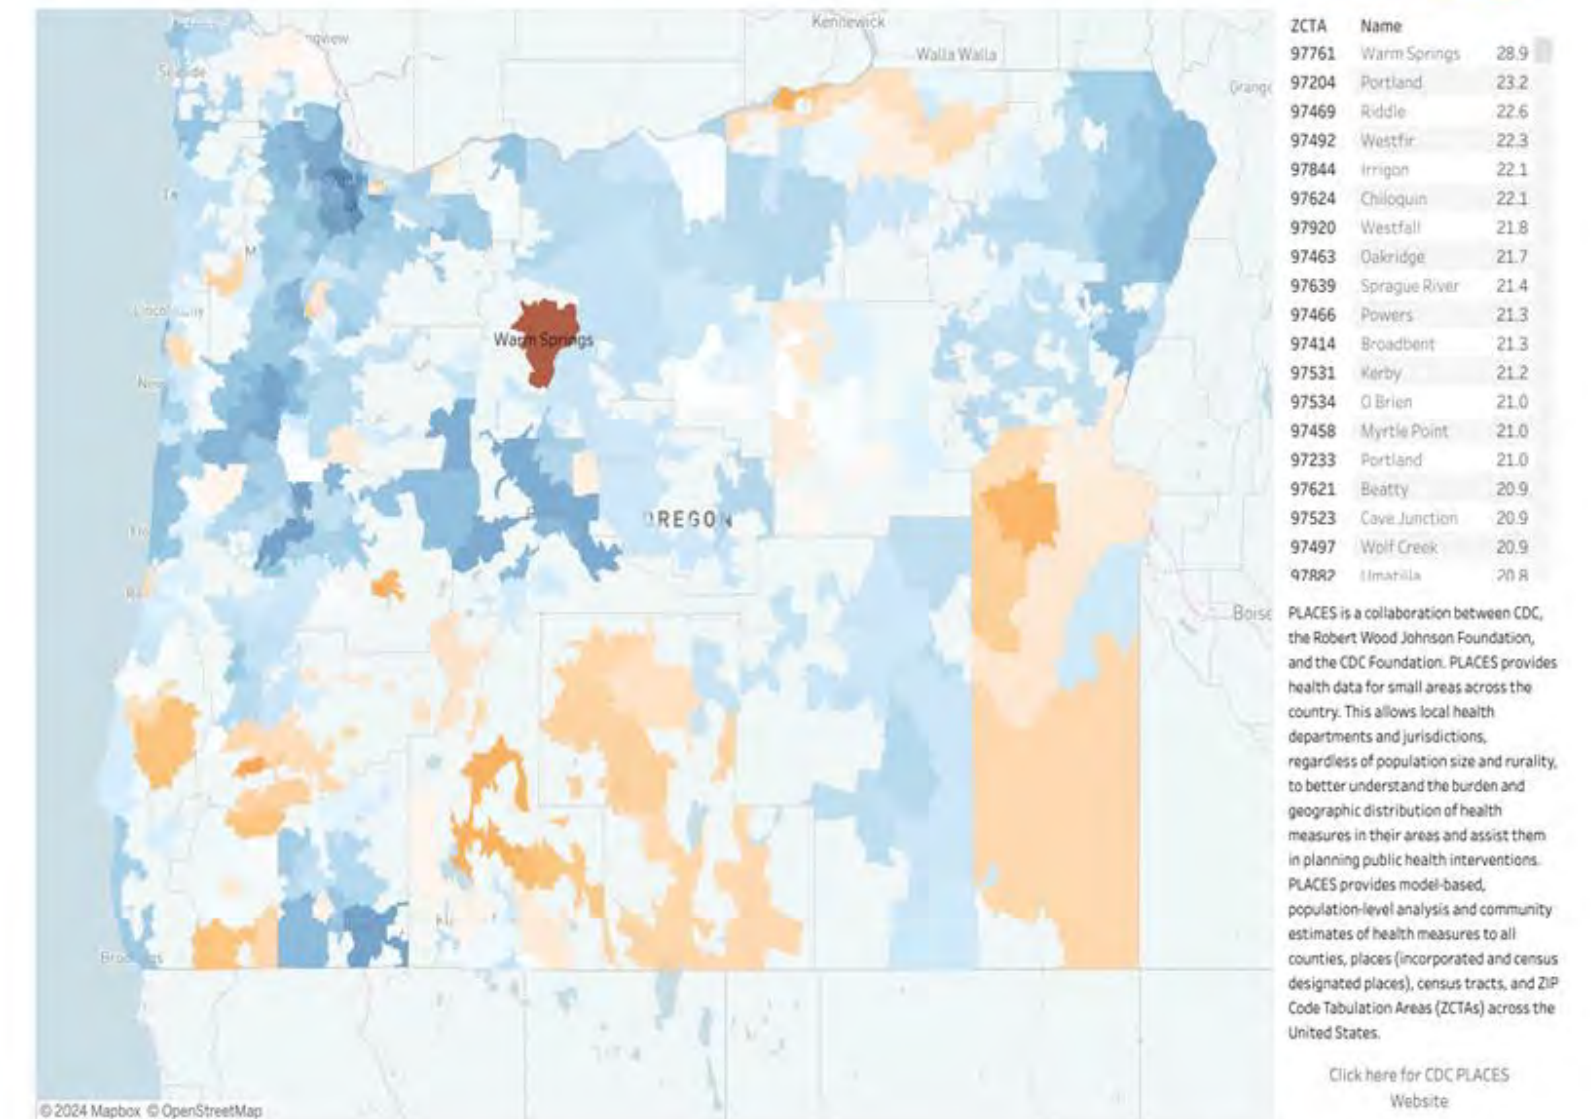 Kennewick
Walla Walla
Warm Springs
OREGON
Boise
© 2024 Mapbox © OpenStreetMap
ZCTA Name
97761 Warm Springs 28.9
97204 Portland 23.2
97469 Riddle 22.6
97492 Westfir 22.3
97844 Irrigon 22.1
97624 Chiloquin 22.1
97920 Westfall 21.8
97463 Oakridge 21.7
97639 Sprague River 21.4
97466 Powers 21.3
97414 Broadbent 21.3
97531 Kerby 21.2
97534 O Brien 21.0
97458 Myrtle Point 21.0
97233 Portland 21.0
97621 Beatty 20.9
97523 Cave Junction 20.9
97497 Wolf Creek 20.9
97882 Umatilla 20.8
PLACES is a collaboration between CDC,
the Robert Wood Johnson Foundation,
and the CDC Foundation. PLACES provides
health data for small areas across the
country. This allows local health
departments and jurisdictions,
regardless of population size and rurality,
to better understand the burden and
geographic distribution of health
measures in their areas and assist them
in planning public health interventions.
PLACES provides model-based,
population-level analysis and community
estimates of health measures to all
counties, places (incorporated and census
designated places), census tracts, and ZIP
Code Tabulation Areas (ZCTAs) across the
United States.
Click here for CDC PLACES
Website